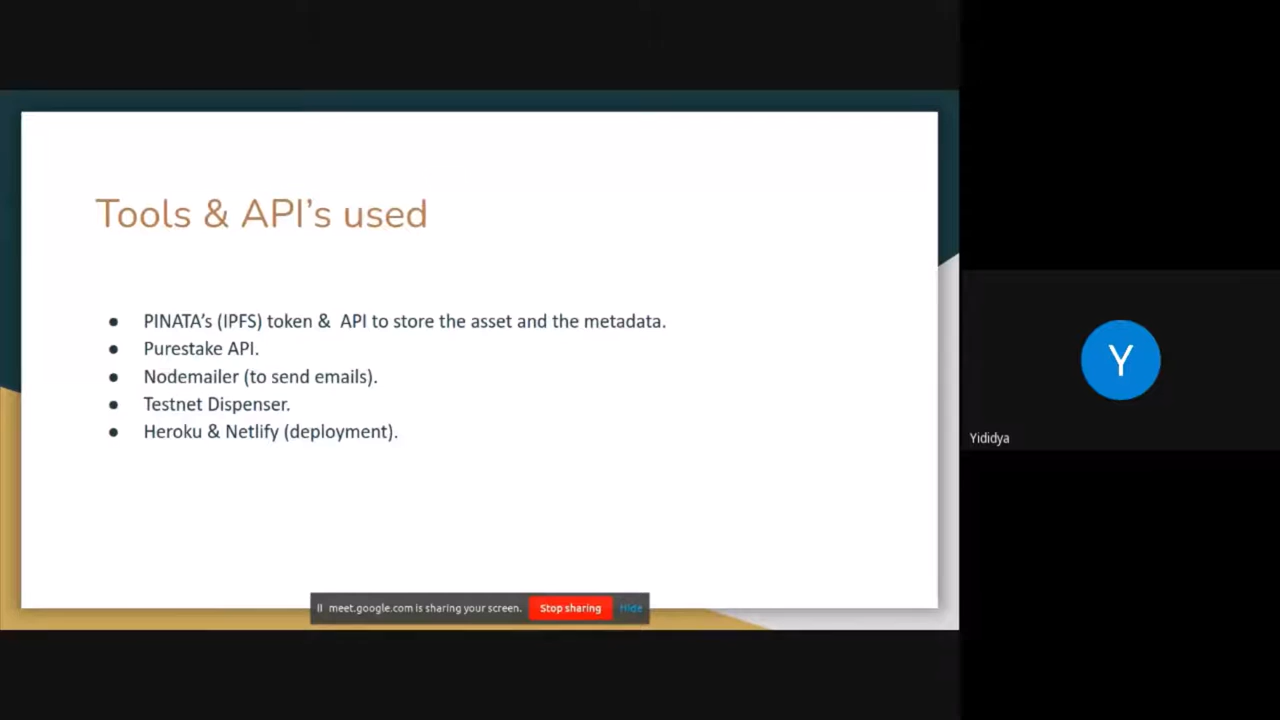 Tools & API’s used
● PINATA’s (IPFS) token &  API to store the asset and the metadata.
● Purestake API.
● Nodemailer (to send emails).
● Testnet Dispenser.
● Heroku & Netlify (deployment).
meet.google.com is sharing your screen. Stop sharing Hide
Y
Yididya